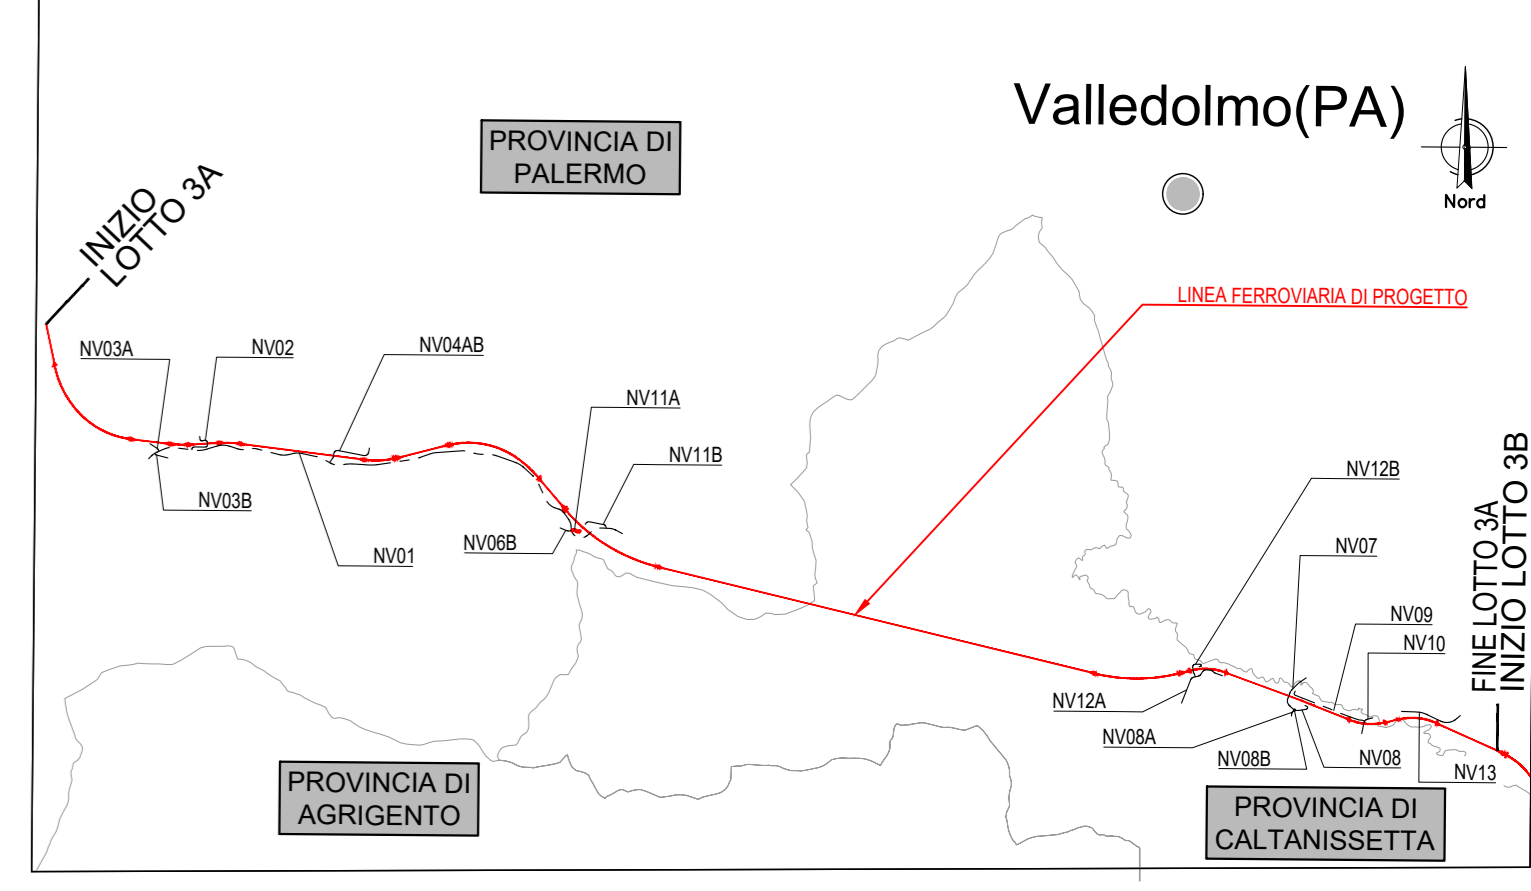 Valledolmo(PA)
PROVINCIA DI
PALERMO
Nord
INIZIO
LOTTO 3A
LINEA FERROVIARIA DI PROGETTO
NV03A
NV02
NV04AB
NV11A
NV11B
NV03B
NV01
NV06B
NV12B
NV07
NV09
NV10
NV12A
NV08A
NV08B
NV08
NV13
FINE LOTTO 3A
INIZIO LOTTO 3B
PROVINCIA DI
AGRIGENTO
PROVINCIA DI
CALTANISSETTA